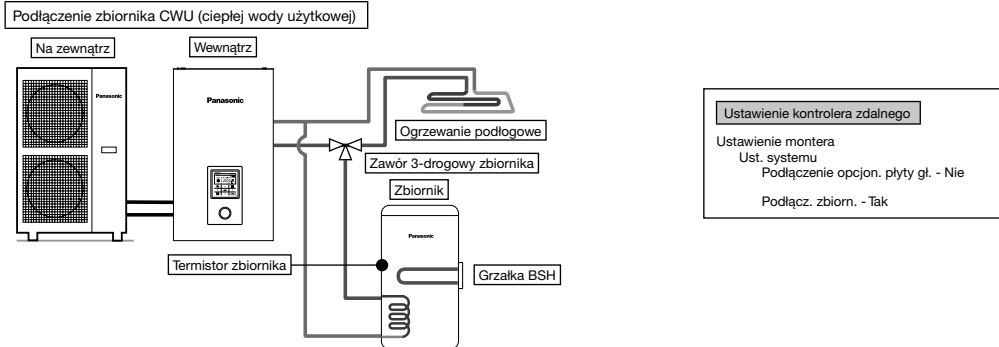 Podłączenie zbiornika CWU (ciepłej wody użytkowej)
Na zewnątrz
Wewnątrz
Panasonic
Panasonic
Ogrzewanie podłogowe
Zawór 3-drogowy zbiornika
Zbiornik
Panasonic
Termistor zbiornika
Grzałka BSH
Ustawienie kontrolera zdalnego
Ustawienie montera
Ust. systemu
Podłączenie opcjon. płyty gł. - Nie
Podłącz. zbiorn. - Tak